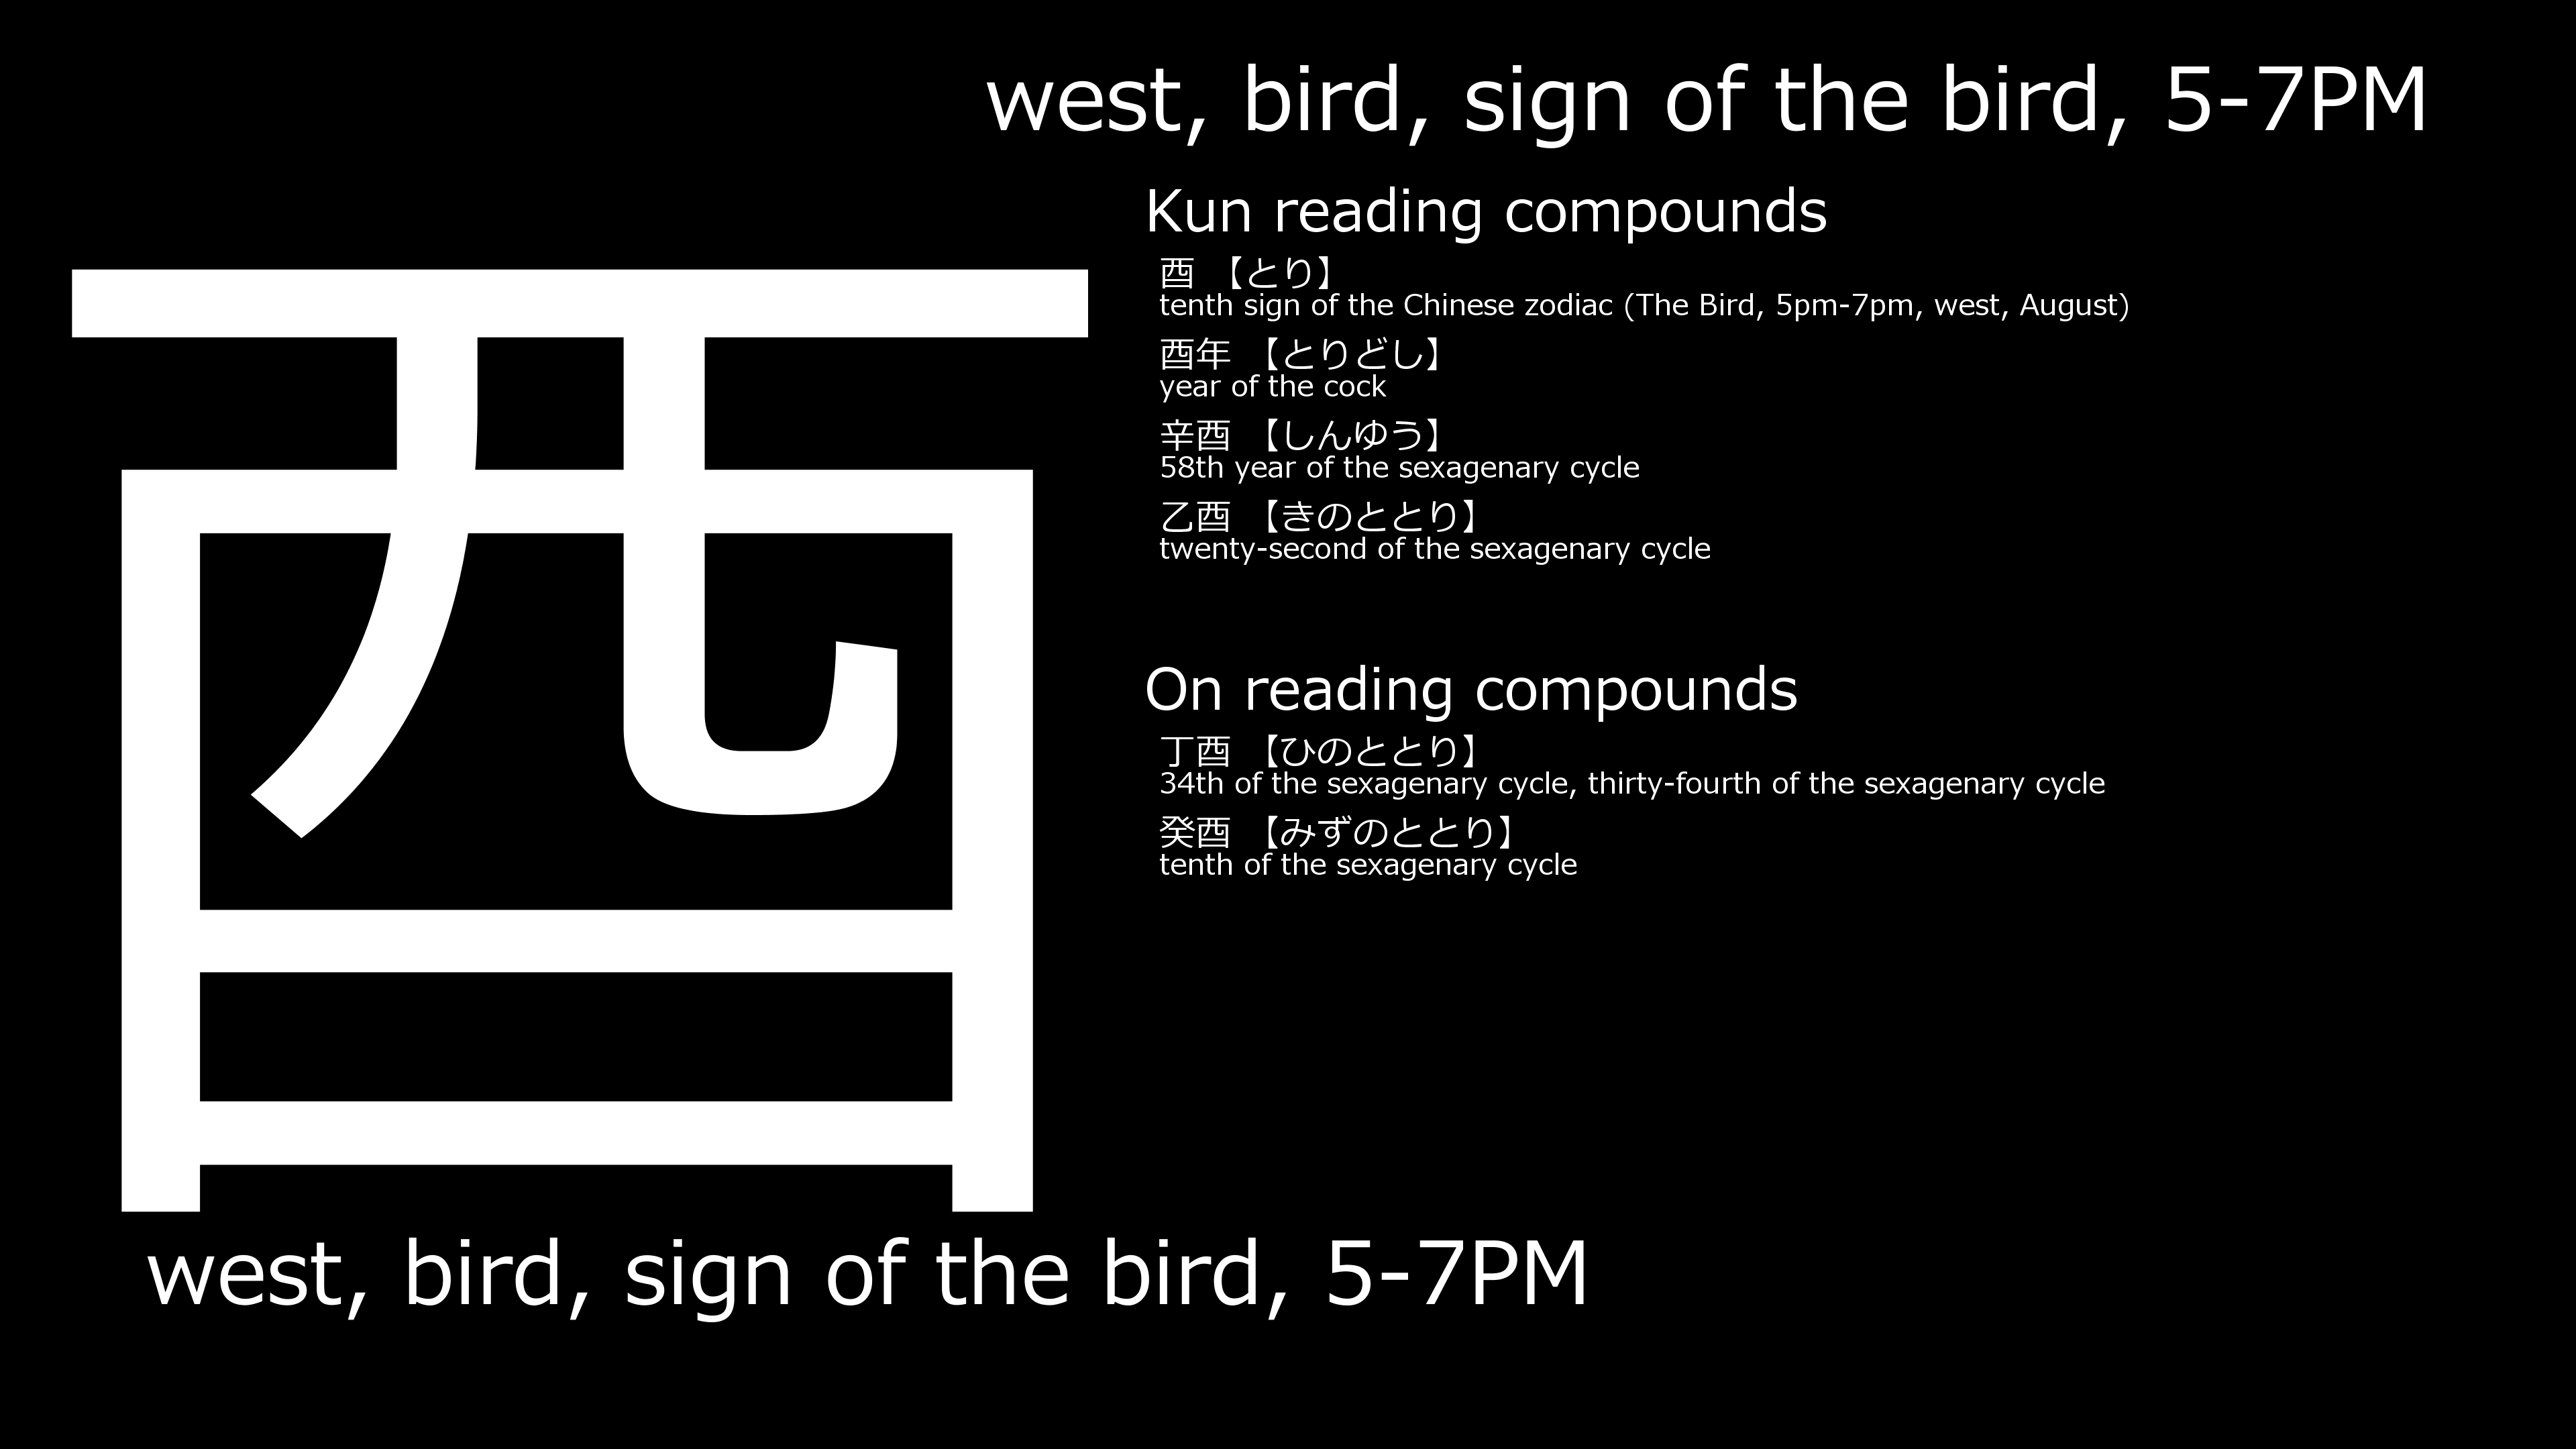 west, bird, sign of the bird, 5-7PM
酉
Kun reading compounds
酉 【とり】
tenth sign of the Chinese zodiac (The Bird, 5pm-7pm, west, August)
酉年 【とりどし】
year of the cock
辛酉 【しんゆう】
58th year of the sexagenary cycle
乙酉 【きのととり】
twenty-second of the sexagenary cycle
On reading compounds
丁酉 【ひのととり】
34th of the sexagenary cycle, thirty-fourth of the sexagenary cycle
癸酉 【みずのととり】
tenth of the sexagenary cycle
west, bird, sign of the bird, 5-7PM